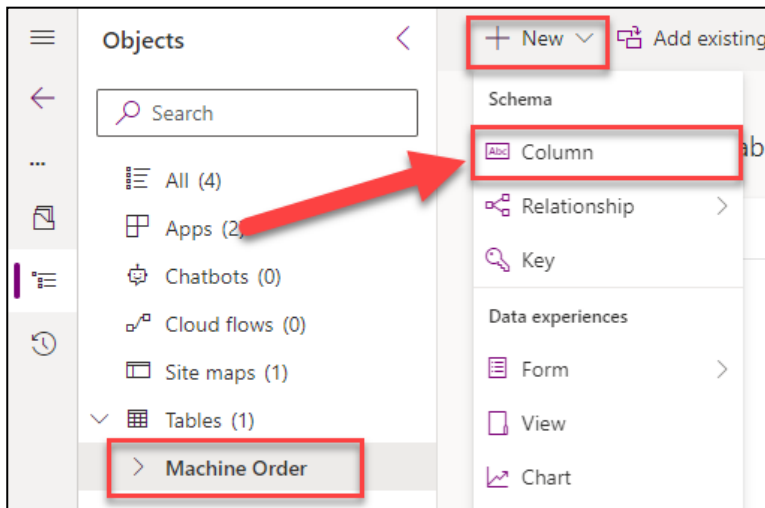 Objects
Search
All (4)
Apps (2)
Chatbots (0)
Cloud flows (0)
Site maps (1)
Tables (1)
Machine Order
New
Add existing
Schema
Abc Column
Relationship
Key
Data experiences
Form
View
Chart